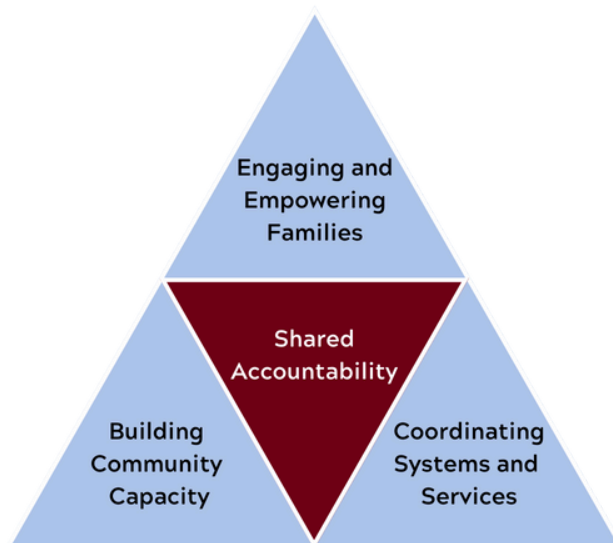 Engaging and
Empowering
Families
Shared
Accountability
Building
Community
Capacity
Coordinating
Systems and
Services